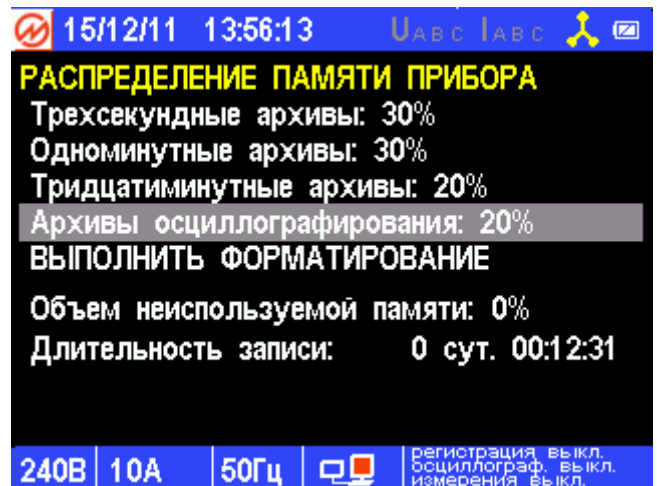 15/12/11 13:56:13 UABC IABC
РАСПРЕДЕЛЕНИЕ ПАМЯТИ ПРИБОРА
Трехсекундные архивы: 30%
Одноминутные архивы: 30%
Тридцатиминутные архивы: 20%
Архивы осциллографирования: 20%
ВЫПОЛНИТЬ ФОРМАТИРОВАНИЕ
Объем неиспользуемой памяти: 0%
Длительность записи: 0 сут. 00:12:31
240В 10А 50Гц
регистрация выкл.
осциллограф. выкл.
измерения выкл.